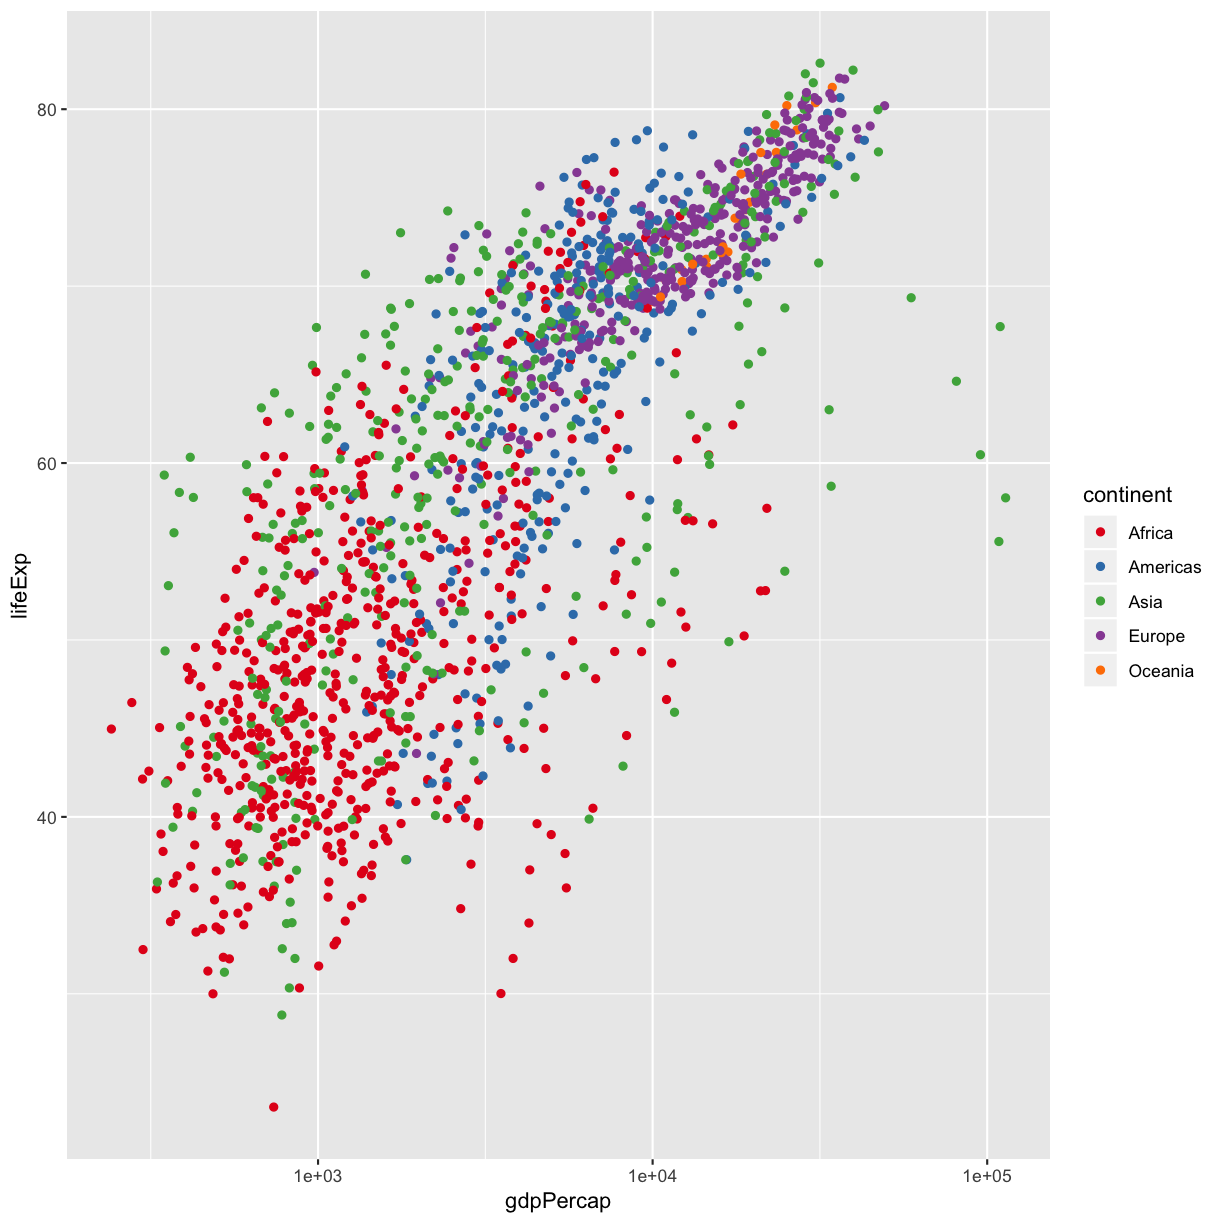 80
60
40
lifeExp
1e+03
1e+04
1e+05
gdpPercap
continent
Africa
Americas
Asia
Europe
Oceania